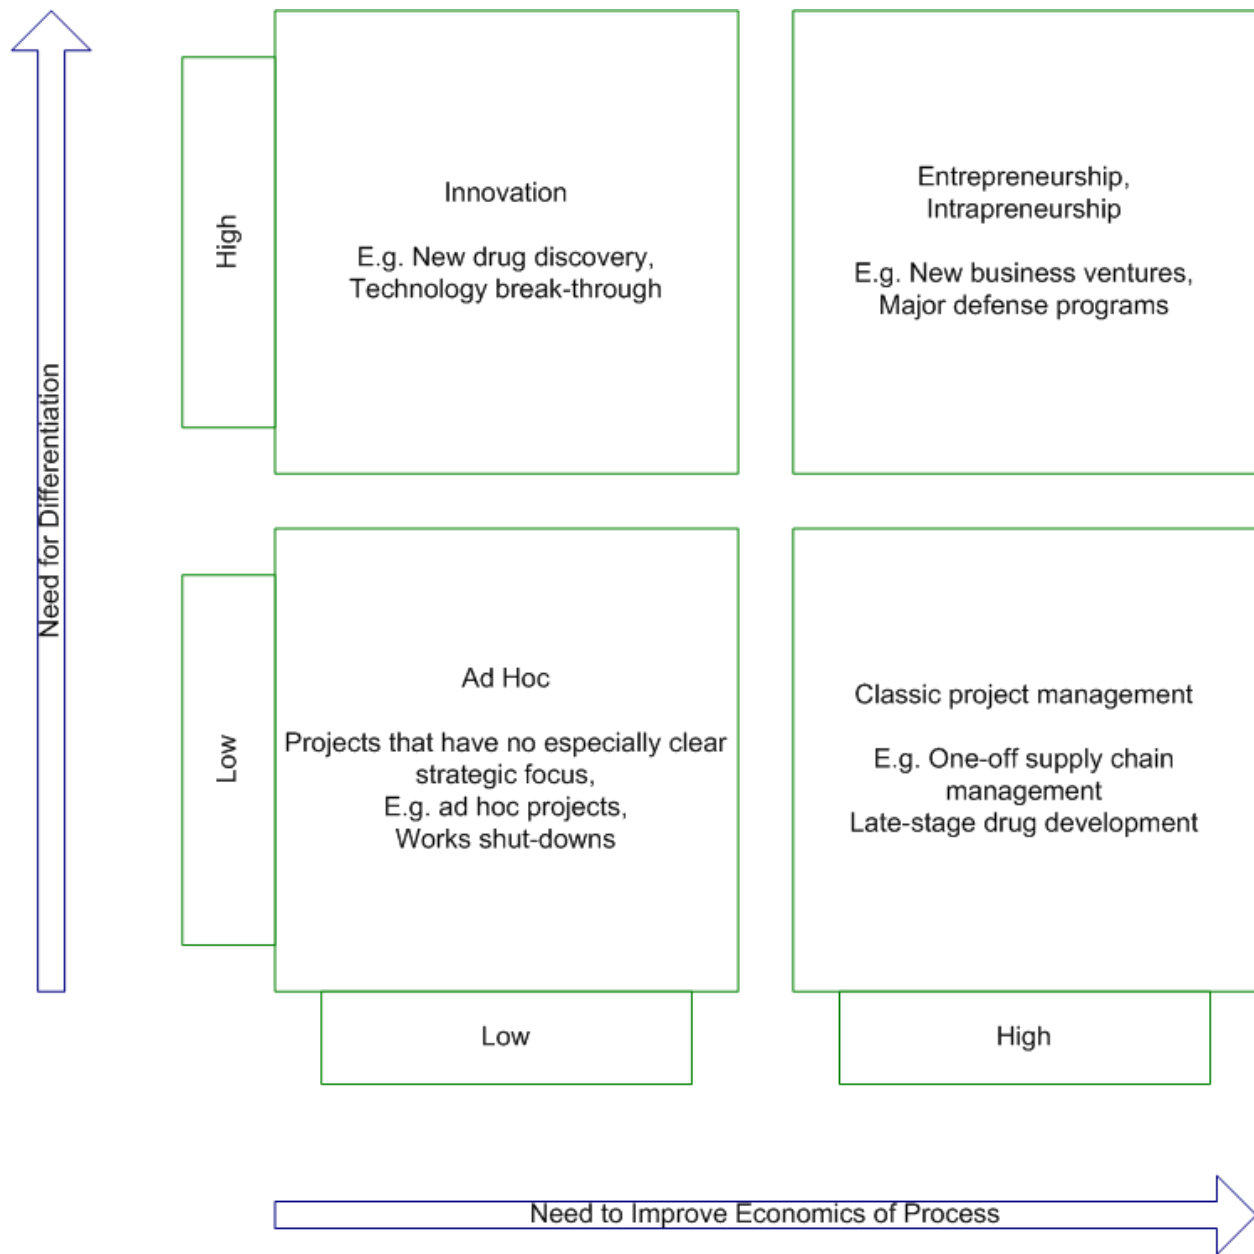 High
Innovation
E.g. New drug discovery,
Technology break-through
Entrepreneurship,
Intrapreneurship
E.g. New business ventures,
Major defense programs
Need for Differentiation
Low
Ad Hoc
Projects that have no especially clear
strategic focus,
E.g. ad hoc projects,
Works shut-downs
Classic project management
E.g. One-off supply chain
management
Late-stage drug development
Low
High
Need to Improve Economics of Process